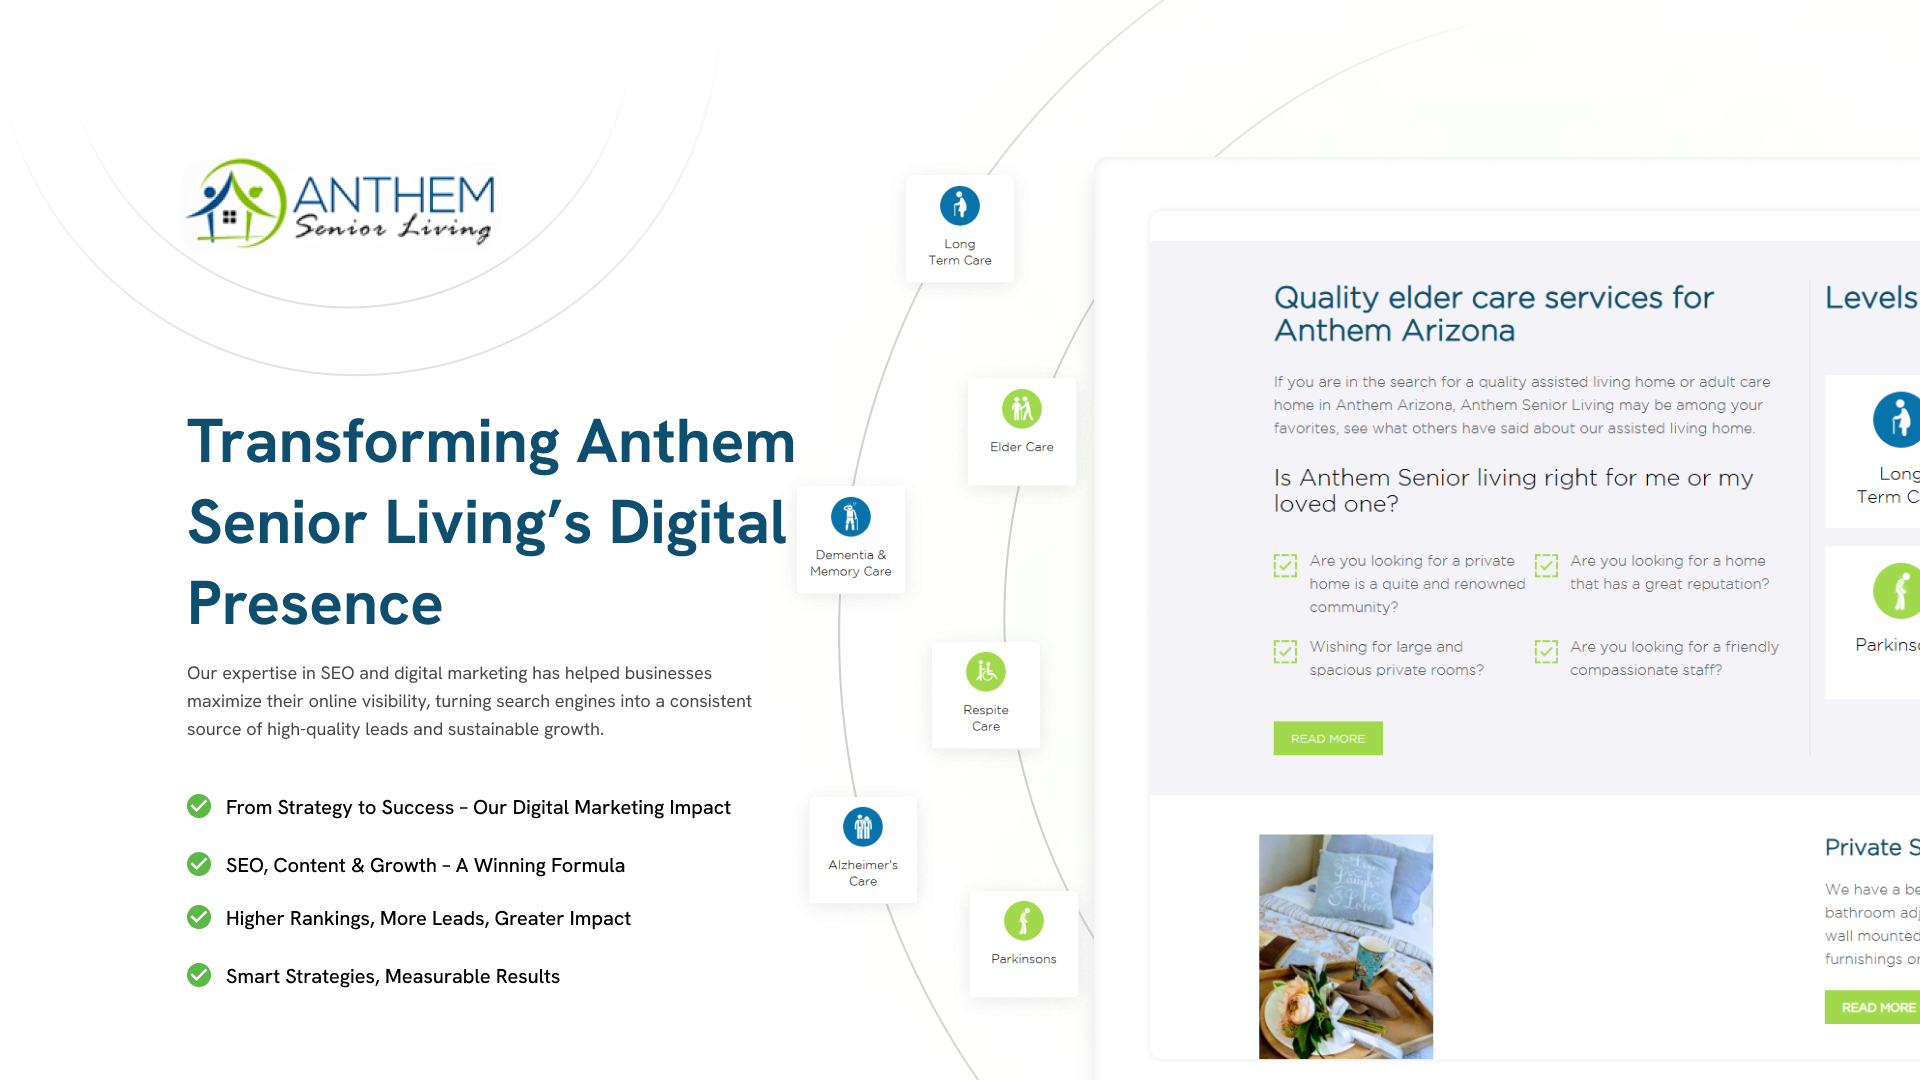 ANTHEM
Senior Living
Transforming Anthem
Senior Living’s Digital
Presence
Our expertise in SEO and digital marketing has helped businesses
maximize their online visibility, turning search engines into a consistent
source of high-quality leads and sustainable growth.
From Strategy to Success – Our Digital Marketing Impact
SEO, Content & Growth – A Winning Formula
Higher Rankings, More Leads, Greater Impact
Smart Strategies, Measurable Results
Long
Term Care
Elder Care
Dementia &
Memory Care
Respite
Care
Alzheimer's
Care
Parkinsons
Quality elder care services for
Anthem Arizona
If you are in the search for a quality assisted living home or adult care
home in Anthem Arizona, Anthem Senior Living may be among your
favorites, see what others have said about our assisted living home.
Is Anthem Senior living right for me or my
loved one?
Are you looking for a private
home is a quite and renowned
community?
Are you looking for a home
that has a great reputation?
Wishing for large and
spacious private rooms?
Are you looking for a friendly
compassionate staff?
READ MORE
Levels
Long
Term C
Parkins
Live
Laugh
Love
Private S
We have a be
bathroom adj
wall mounted
furnishings or
READ MORE